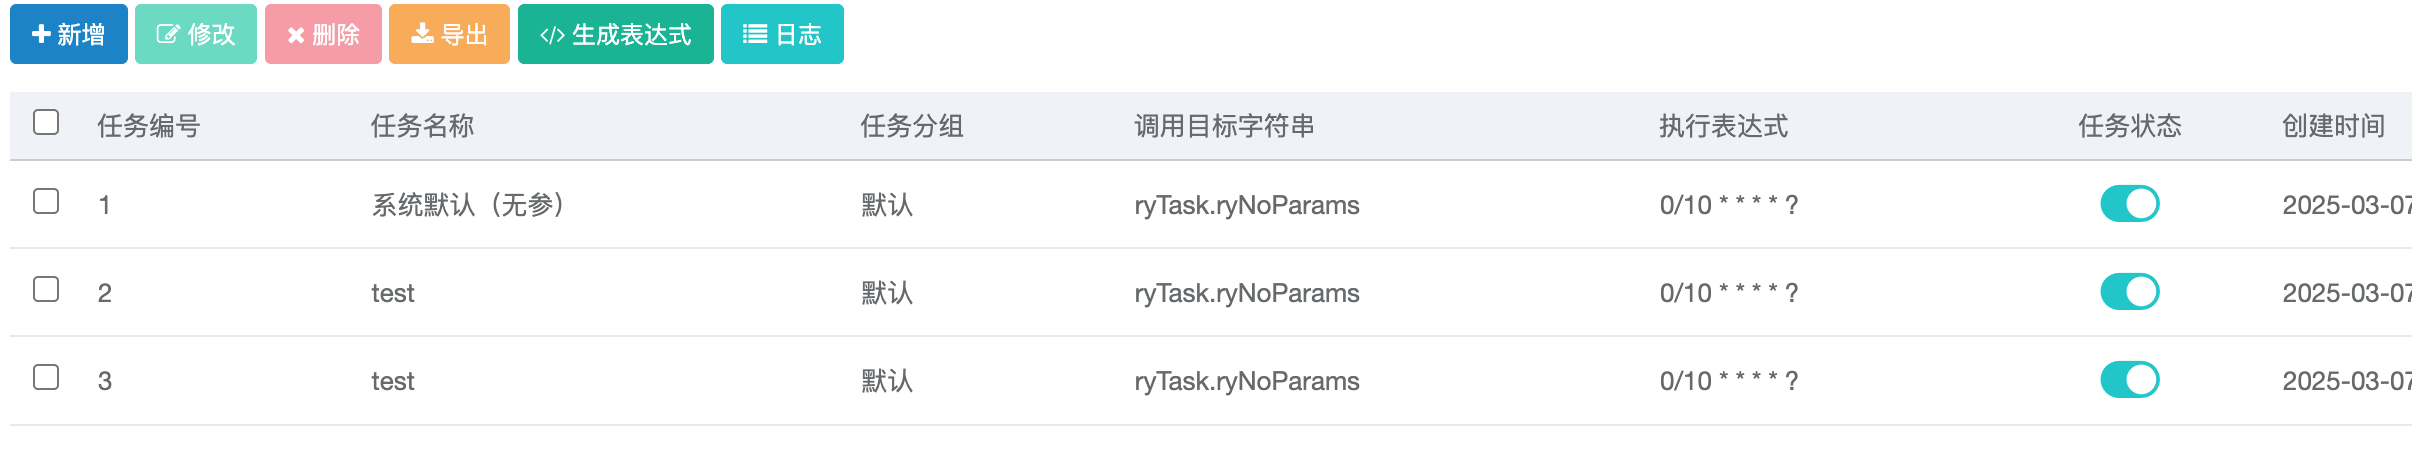 新增 修改 删除 导出 </> 生成表达式 日志
任务编号 任务名称 任务分组 调用目标字符串 执行表达式 任务状态 创建时间
1 系统默认（无参） 默认 ryTask.ryNoParams 0/10 * * * * ? 2025-03-07
2 test 默认 ryTask.ryNoParams 0/10 * * * * ? 2025-03-07
3 test 默认 ryTask.ryNoParams 0/10 * * * * ? 2025-03-07